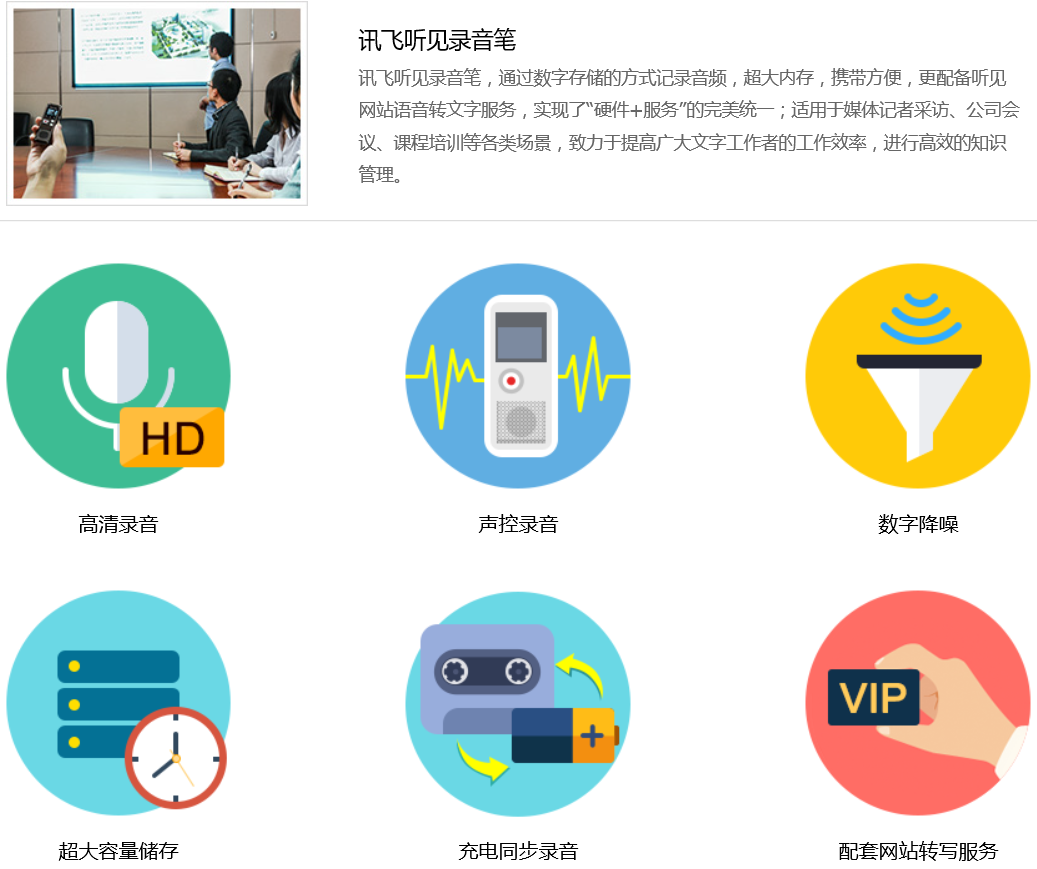 讯飞听见录音笔
讯飞听见录音笔，通过数字存储的方式记录音频，超大内存，携带方便，更配备听见
网站语音转文字服务，实现了“硬件+服务”的完美统一；适用于媒体记者采访、公司会
议、课程培训等各类场景，致力于提高广大文字工作者的工作效率，进行高效的知识
管理。
HD
高清录音
声控录音
数字降噪
VIP
超大容量储存
充电同步录音
配套网站转写服务